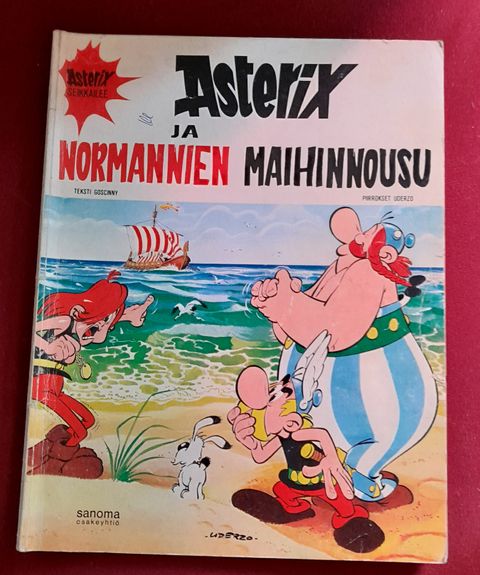 Asterix
SEIKKAILEE
Asterix
JA
NORMANNIEN MAIHINNOUSU
TEKSTI GOSCINNY
PIIRROKSET UDERZO
sanoma
osakeyhtiö
-UDERZO-